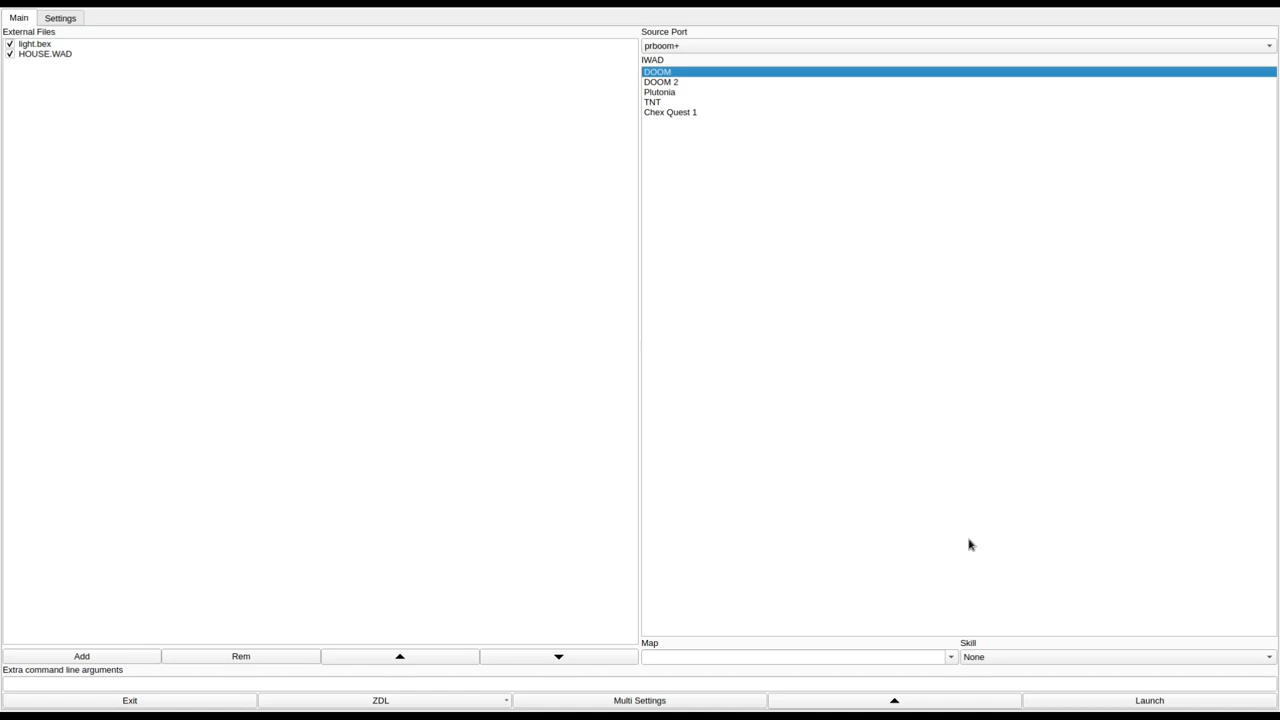 Main
Settings
External Files
light.bex
HOUSE.WAD
Add
Rem
Source Port
prboom+
IWAD
DOOM
DOOM 2
Plutonia
TNT
Chex Quest 1
Map
Skill
None
Extra command line arguments
Exit
ZDL
Multi Settings
Launch